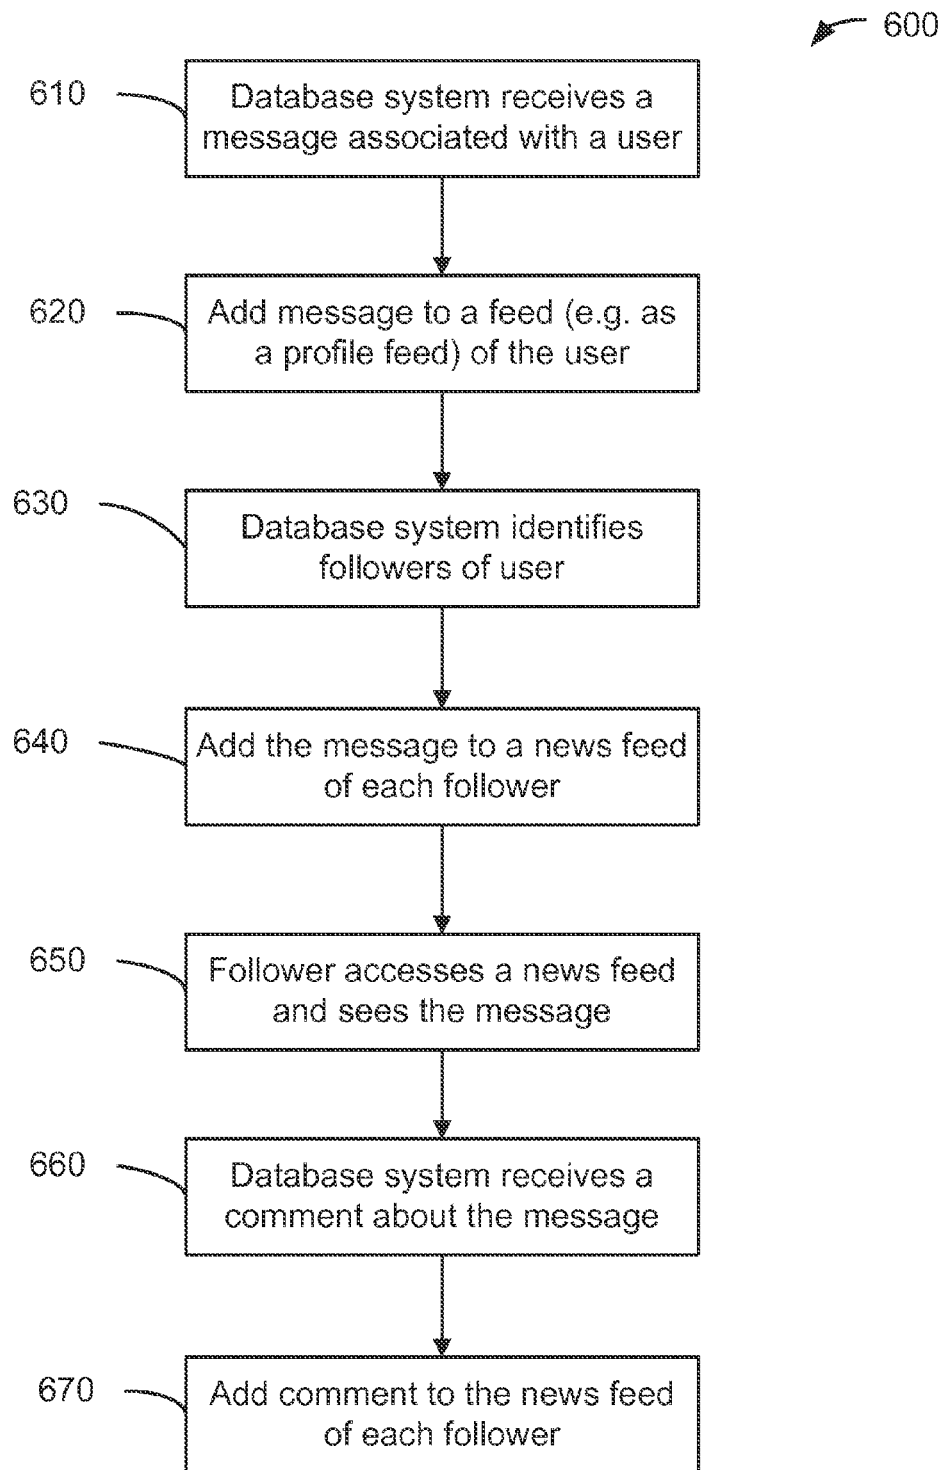 600
610
Database system receives a
message associated with a user
620
Add message to a feed (e.g. as
a profile feed) of the user
630
Database system identifies
followers of user
640
Add the message to a news feed
of each follower
650
Follower accesses a news feed
and sees the message
660
Database system receives a
comment about the message
670
Add comment to the news feed
of each follower